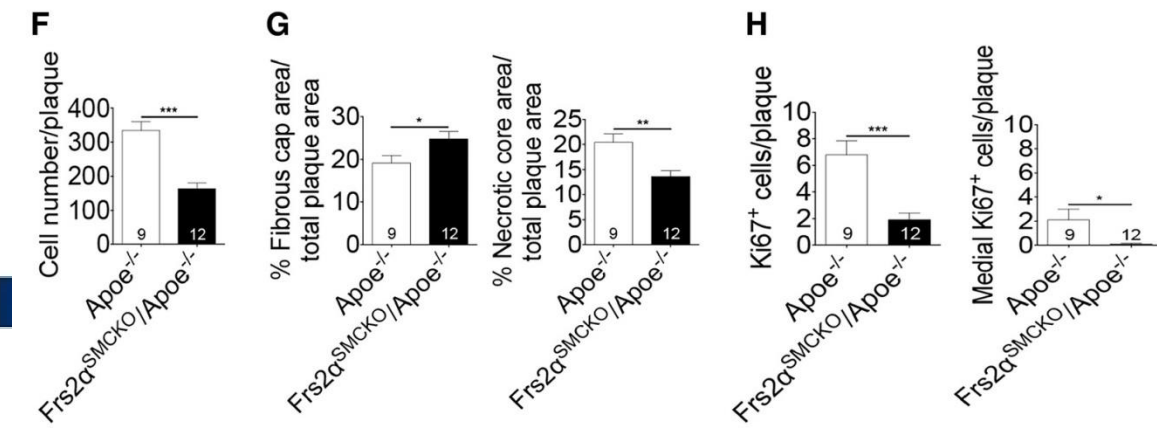 F
Cell number/plaque
400
300
200
100
0
***
9
12
Apoe-/-
Frs2αSMCKO/Apoe-/-
G
% Fibrous cap area/
total plaque area
30
20
10
0
*
9
12
Apoe-/-
Frs2αSMCKO/Apoe-/-
% Necrotic core area/
total plaque area
25
20
15
10
5
0
**
9
12
Apoe-/-
Frs2αSMCKO/Apoe-/-
H
Ki67+ cells/plaque
10
8
6
4
2
0
***
9
12
Apoe-/-
Frs2αSMCKO/Apoe-/-
Medial Ki67+ cells/plaque
10
8
6
4
2
0
*
9
12
Apoe-/-
Frs2αSMCKO/Apoe-/-